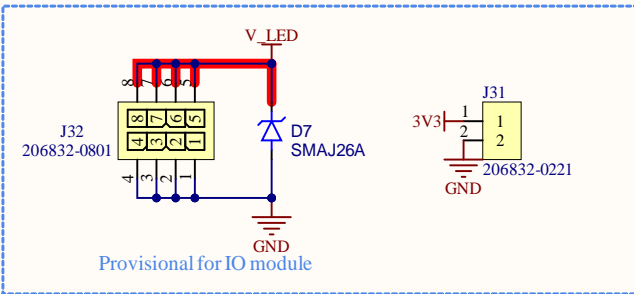 V_LED
8 7 6 5
J32
206832-0801
8 7 6 5
4 3 2 1
4 3 2 1
D7
SMAJ26A
GND
J31
3V3
1 1
2 2
206832-0221
GND
Provisional for IO module